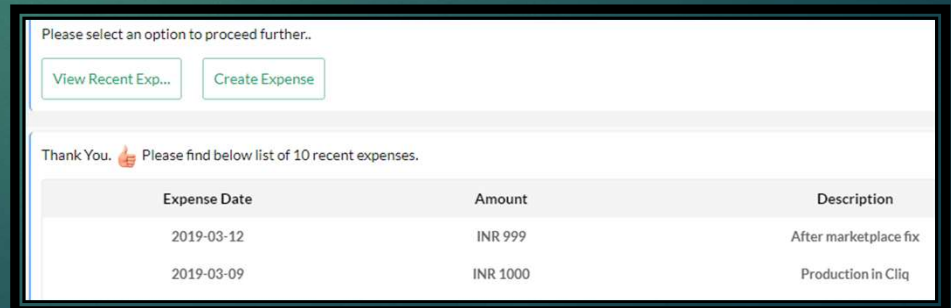 Please select an option to proceed further..
View Recent Exp... Create Expense
Thank You. 👍 Please find below list of 10 recent expenses.
Expense Date Amount Description
2019-03-12 INR 999 After marketplace fix
2019-03-09 INR 1000 Production in Cliq